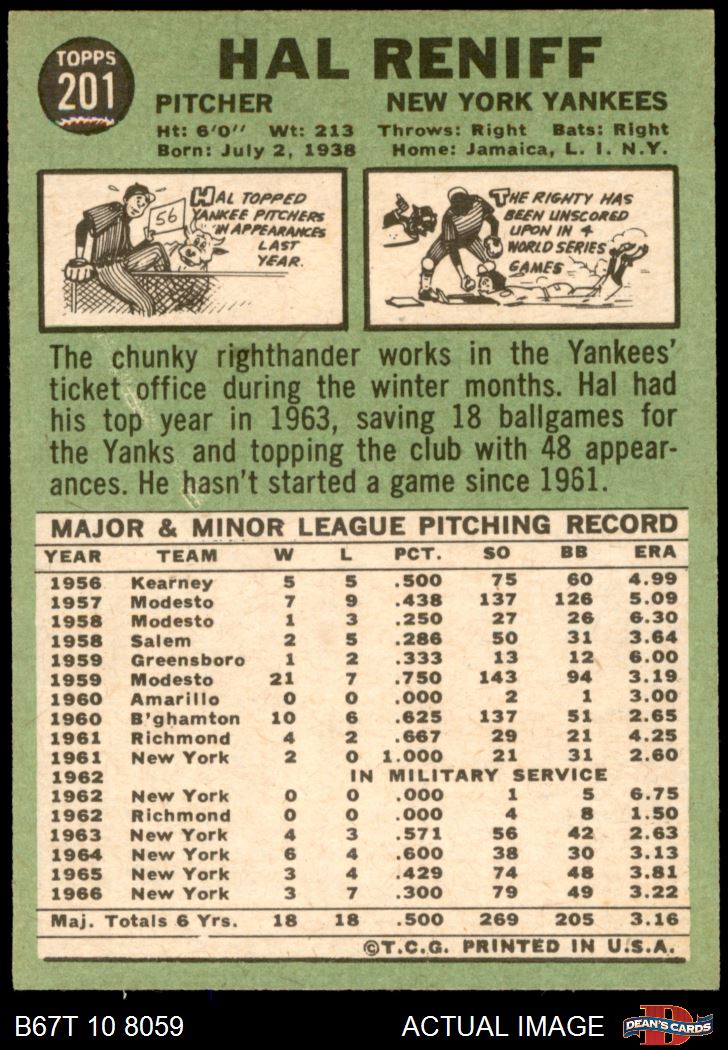 TOPPS
201
HAL RENIFF
PITCHER NEW YORK YANKEES
Ht: 6'0'' Wt: 213 Throws: Right Bats: Right
Born: July 2, 1938 Home: Jamaica, L. I. N.Y.
56
HAL TOPPED
YANKEE PITCHERS
IN APPEARANCES
LAST
YEAR.
THE RIGHTY HAS
BEEN UNSCORED
UPON IN 4
WORLD SERIES
GAMES
The chunky righthander works in the Yankees'
ticket office during the winter months. Hal had
his top year in 1963, saving 18 ballgames for
the Yanks and topping the club with 48 appear-
ances. He hasn't started a game since 1961.
MAJOR & MINOR LEAGUE PITCHING RECORD
YEAR TEAM W L PCT. SO BB ERA
1956 Kearney 5 5 .500 75 60 4.99
1957 Modesto 7 9 .438 137 126 5.09
1958 Modesto 1 3 .250 27 26 6.30
1958 Salem 2 5 .286 50 31 3.64
1959 Greensboro 1 2 .333 13 12 6.00
1959 Modesto 21 7 .750 143 94 3.19
1960 Amarillo 0 0 .000 2 1 3.00
1960 B'ghamton 10 6 .625 137 51 2.65
1961 Richmond 4 2 .667 29 21 4.25
1961 New York 2 0 1.000 21 31 2.60
1962 IN MILITARY SERVICE
1962 New York 0 0 .000 1 5 6.75
1962 Richmond 0 0 .000 4 8 1.50
1963 New York 4 3 .571 56 42 2.63
1964 New York 6 4 .600 38 30 3.13
1965 New York 3 4 .429 74 48 3.81
1966 New York 3 7 .300 79 49 3.22
Maj. Totals 6 Yrs. 18 18 .500 269 205 3.16
©T.C.G. PRINTED IN U.S.A.
B67T 10 8059 ACTUAL IMAGE D DEAN'S CARDS